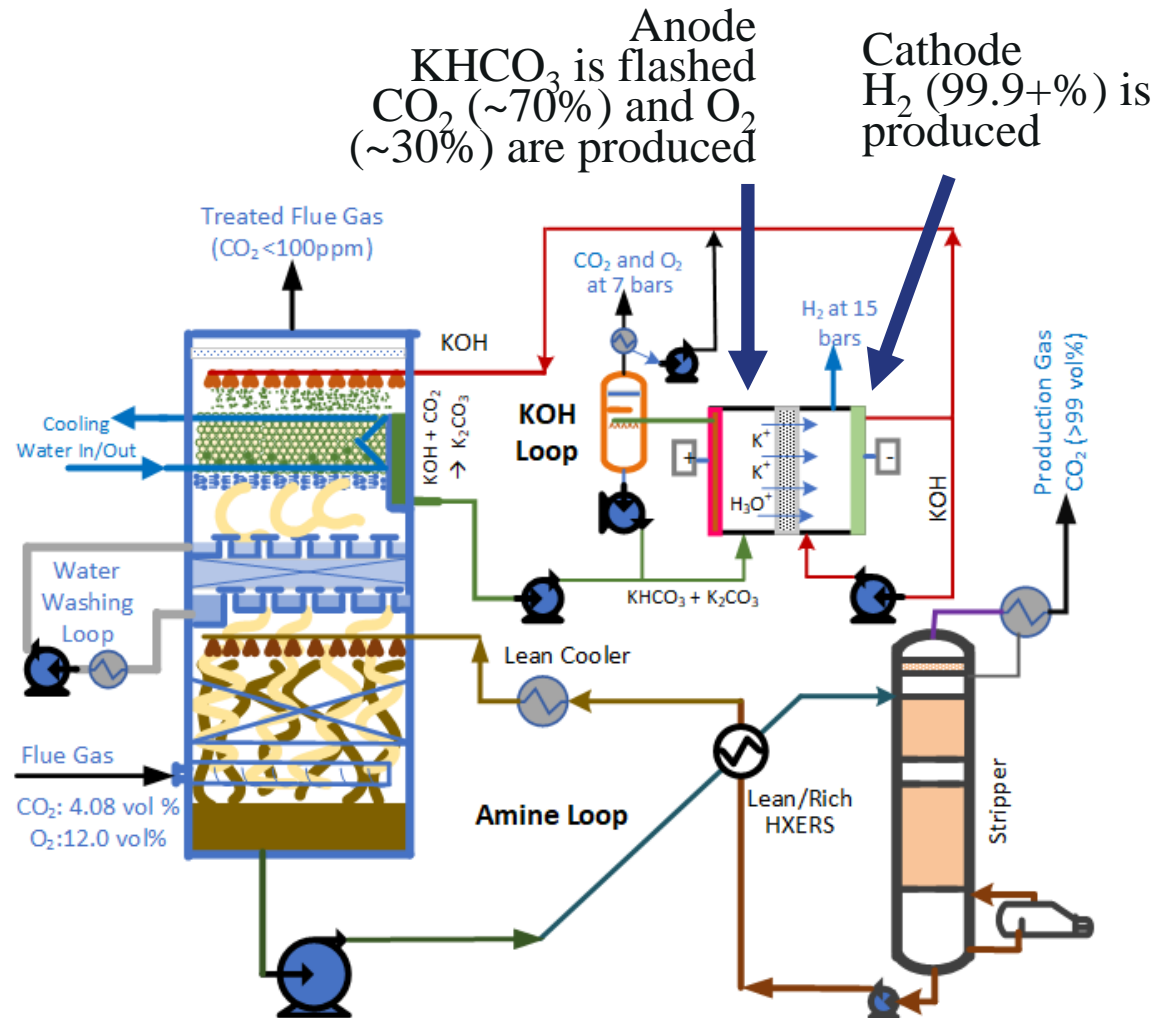 Anode
KHCO₃ is flashed
CO₂ (~70%) and O₂
(~30%) are produced
Cathode
H₂ (99.9+%) is
produced
Treated Flue Gas
(CO₂<100ppm)
CO₂ and O₂
at 7 bars
H₂ at 15
bars
KOH
Cooling
Water In/Out
KOH + CO₂
→ K₂CO₃
KOH
Loop
+
K⁺
K⁺
H₃O⁺
-
KOH
Production Gas
CO₂ (>99 vol%)
KHCO₃ + K₂CO₃
Water
Washing
Loop
Lean Cooler
Flue Gas
CO₂: 4.08 vol %
O₂:12.0 vol%
Amine Loop
Lean/Rich
HXERS
Stripper